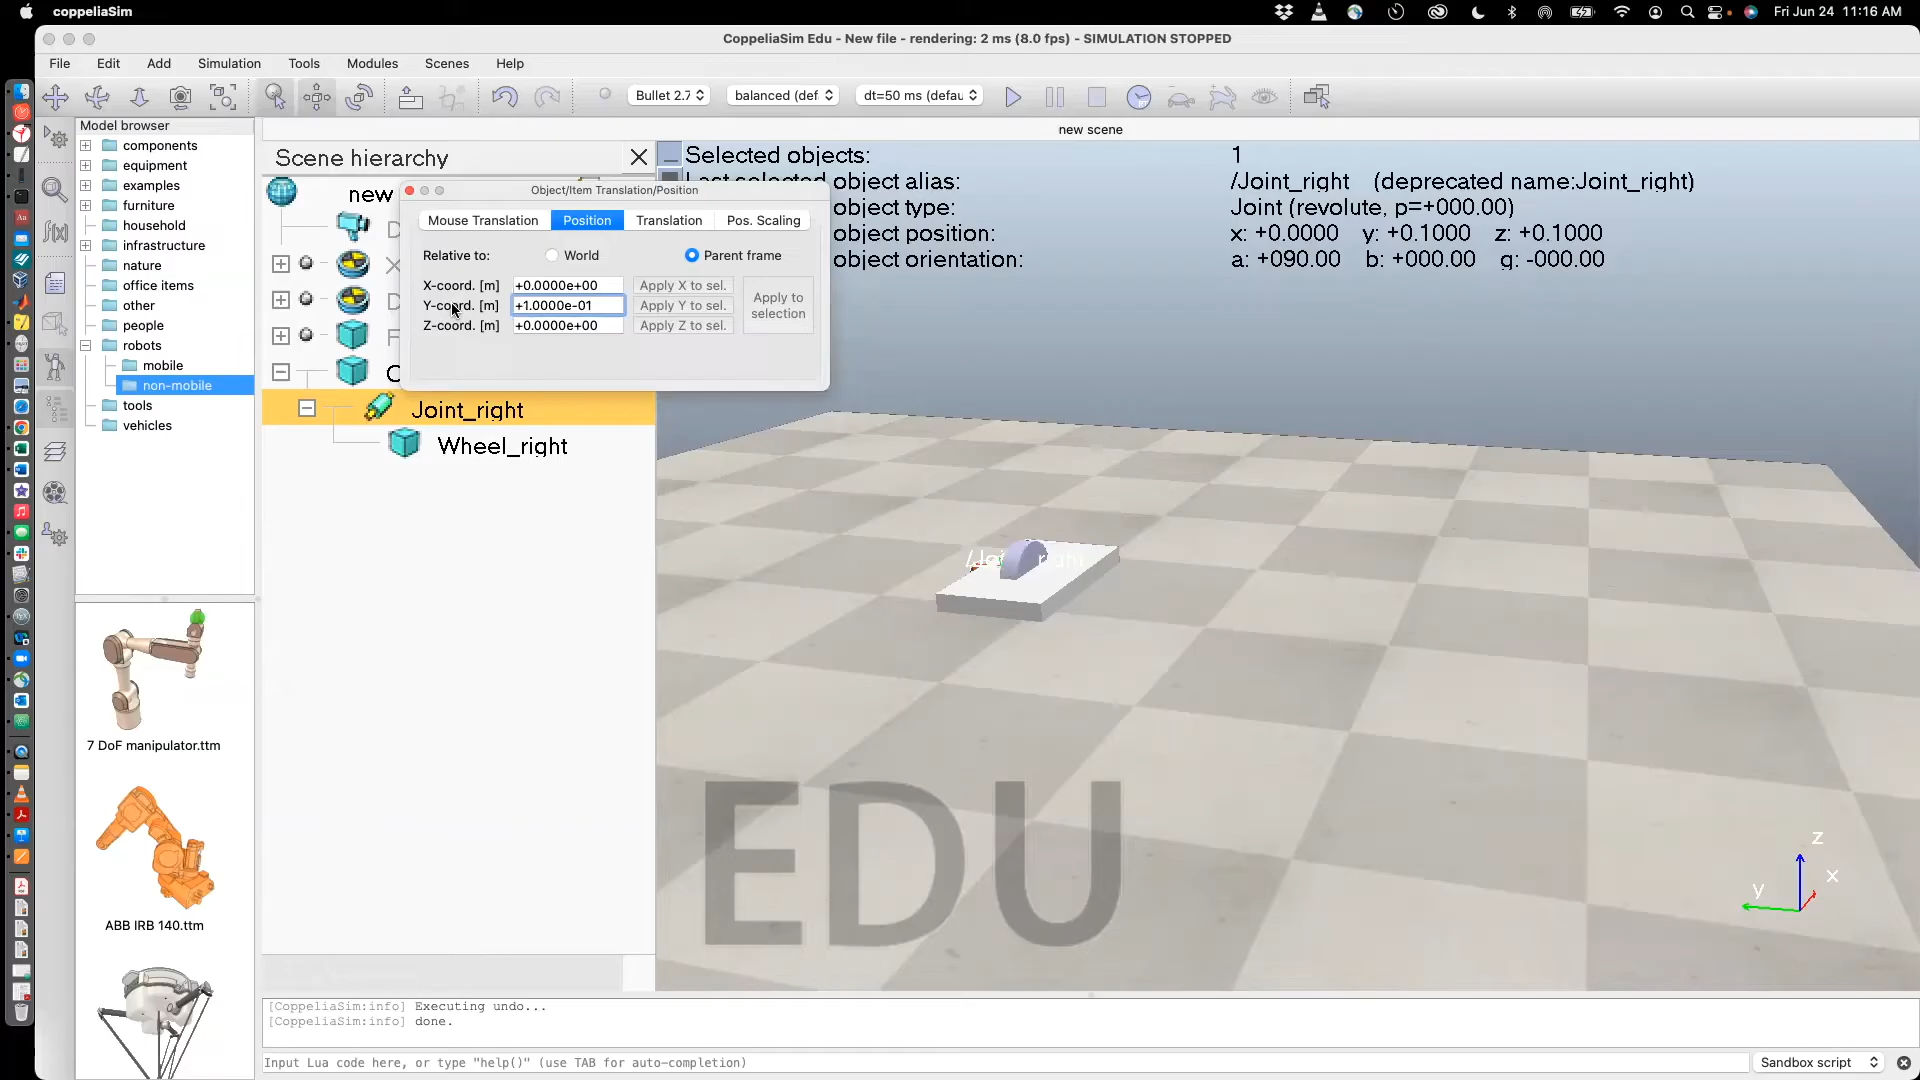 coppeliaSim
Fri Jun 24 11:16 AM
CoppeliaSim Edu - New file - rendering: 2 ms (8.0 fps) - SIMULATION STOPPED
File Edit Add Simulation Tools Modules Scenes Help
Bullet 2.7 balanced (def dt=50 ms (defau
Model browser
new scene
components
equipment
examples
furniture
household
infrastructure
nature
office items
other
people
robots
mobile
non-mobile
tools
vehicles
7 DoF manipulator.ttm
ABB IRB 140.ttm
Scene hierarchy
new
Joint_right
Wheel_right
Object/Item Translation/Position
Mouse Translation Position Translation Pos. Scaling
Relative to: World Parent frame
X-coord. [m] +0.0000e+00 Apply X to sel.
Y-coord. [m] +1.0000e-01 Apply Y to sel.
Z-coord. [m] +0.0000e+00 Apply Z to sel.
Apply to
selection
Selected objects: 1
Last selected object alias: /Joint_right (deprecated name:Joint_right)
object type: Joint (revolute, p=+000.00)
object position: x: +0.0000 y: +0.1000 z: +0.1000
object orientation: a: +090.00 b: +000.00 g: -000.00
EDU
z
x
y
[CoppeliaSim:info] Executing undo...
[CoppeliaSim:info] done.
Input Lua code here, or type "help()" (use TAB for auto-completion)
Sandbox script